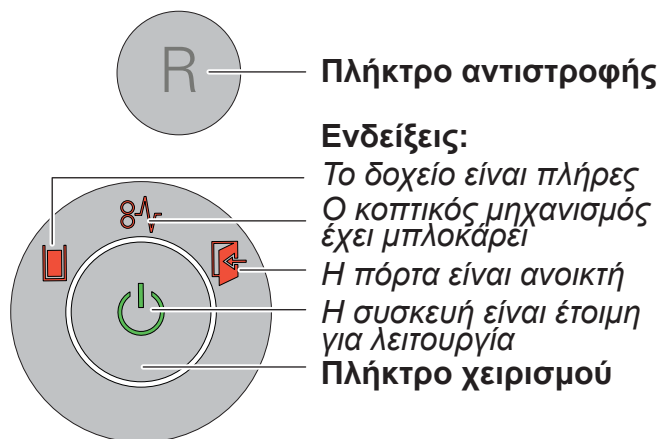 R
Πλήκτρο αντιστροφής
Ενδείξεις:
Το δοχείο είναι πλήρες
Ο κοπτικός μηχανισμός
έχει μπλοκάρει
Η πόρτα είναι ανοικτή
Η συσκευή είναι έτοιμη
για λειτουργία
Πλήκτρο χειρισμού